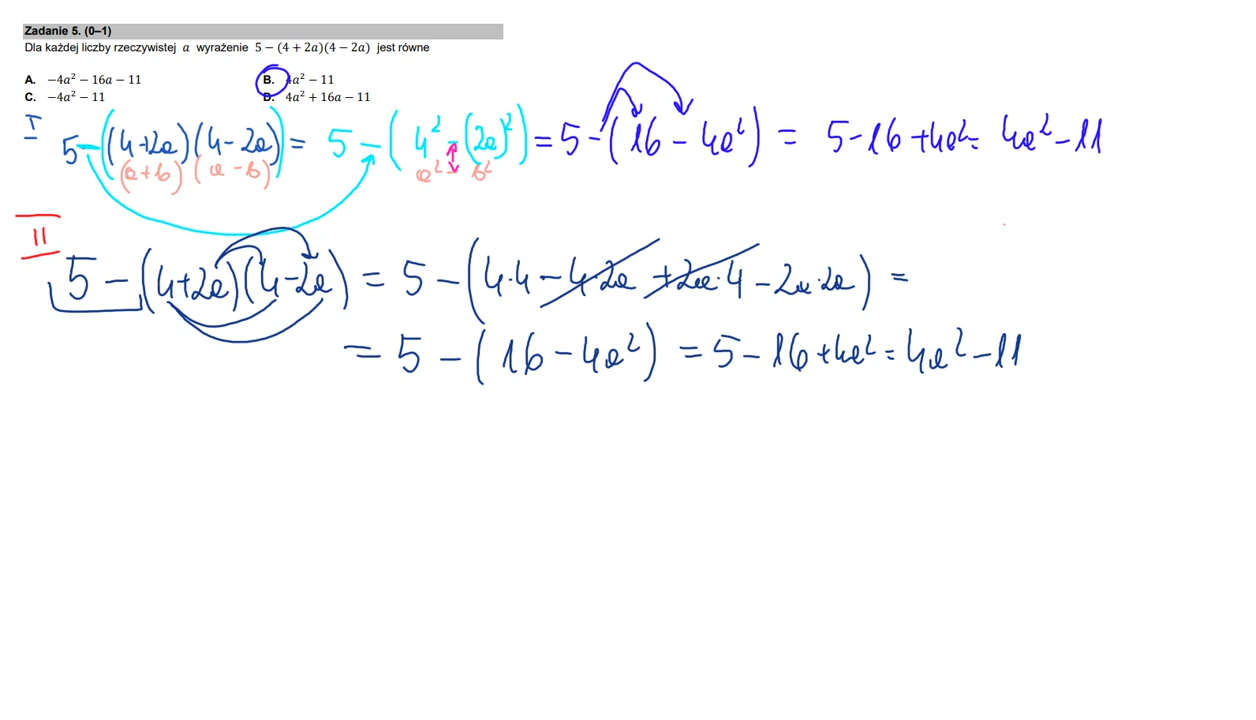 Zadanie 5. (0–1)
Dla każdej liczby rzeczywistej a wyrażenie 5 − (4 + 2a)(4 − 2a) jest równe
A. −4a² − 16a − 11 B. 4a² − 11
C. −4a² − 11 D. 4a² + 16a − 11
I
5-((4+2a)(4-2a)) = 5-(4²-(2a)²) = 5-(16-4a²) = 5-16+4a² = 4a²-11
(a+b)(a-b) a² b²
II
5-(4+2a)(4-2a) = 5-(4·4-4·2a+2a·4-2a·2a) =
= 5-(16-4a²) = 5-16+4a² = 4a²-11